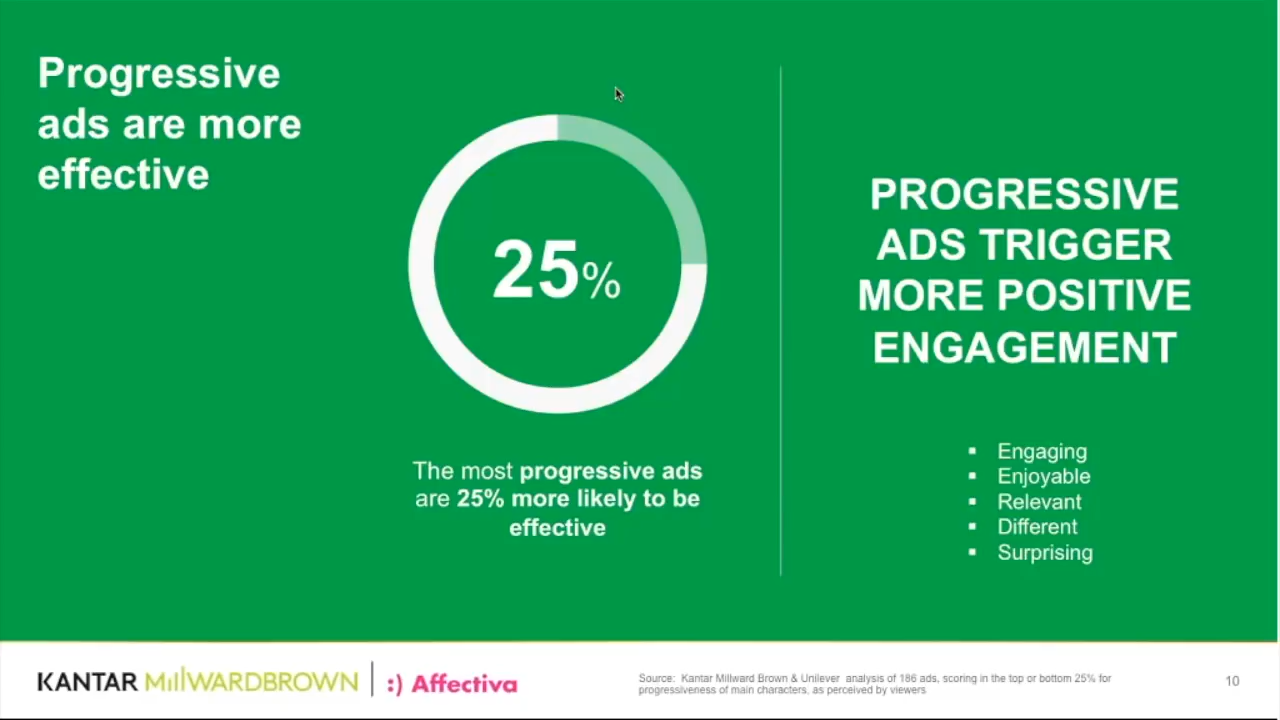 Progressive
ads are more
effective
25%
The most progressive ads
are 25% more likely to be
effective
PROGRESSIVE
ADS TRIGGER
MORE POSITIVE
ENGAGEMENT
▪ Engaging
▪ Enjoyable
▪ Relevant
▪ Different
▪ Surprising
KANTAR MillWARDBROWN
:) Affectiva
Source: Kantar Millward Brown & Unilever analysis of 186 ads, scoring in the top or bottom 25% for
progressiveness of main characters, as perceived by viewers
10